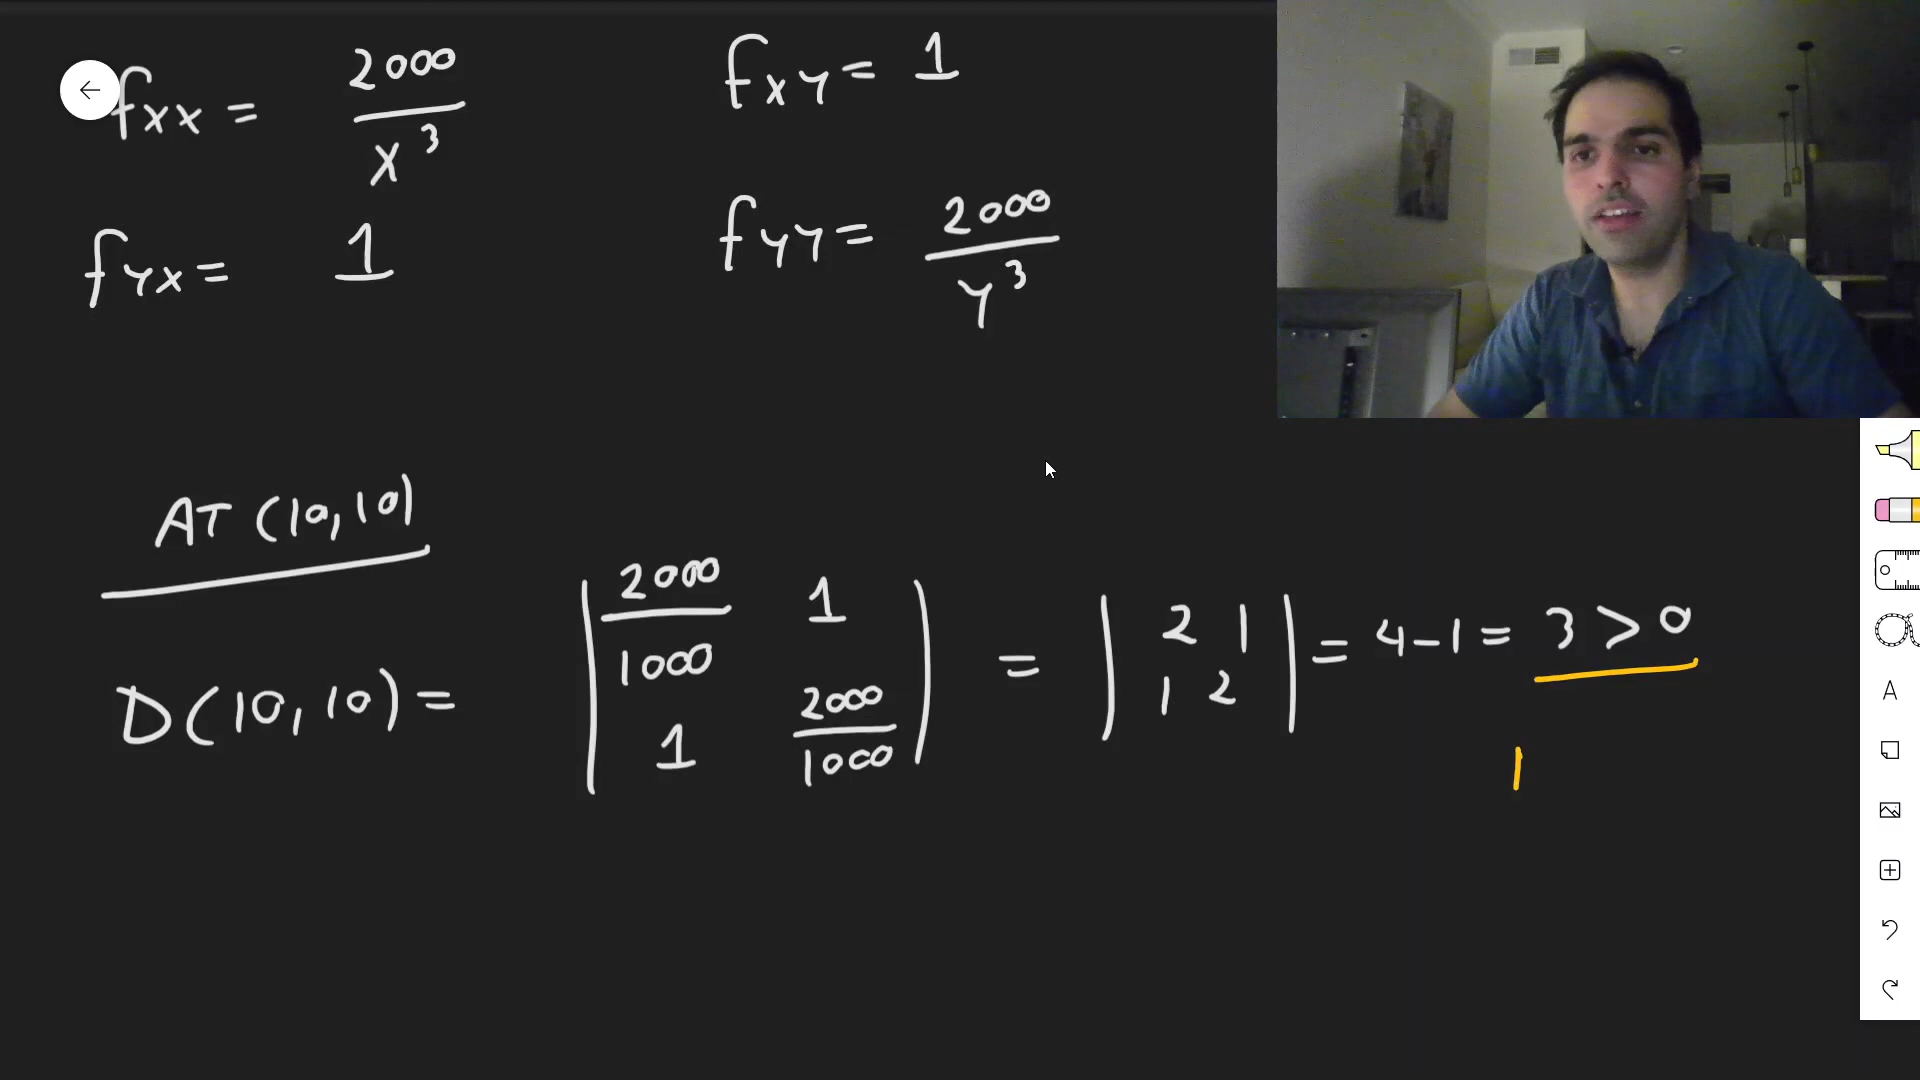 fxx = 2000/x³
fxy = 1
fyx = 1
fyy = 2000/y³
AT (10,10)
D(10,10) = | 2000/1000 1 | = | 2 1 | = 4-1 = 3 > 0
| 1 2000/1000 | | 1 2 |
A